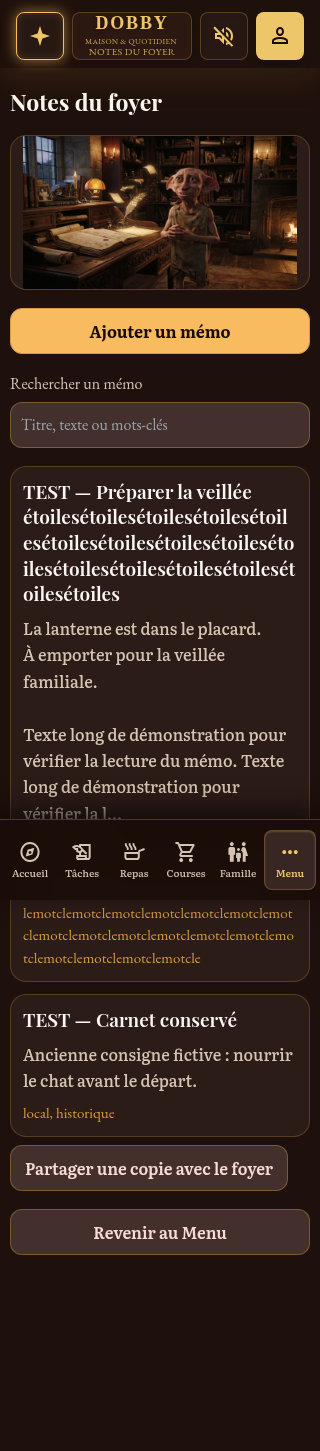 DOBBY
MAISON & QUOTIDIEN
NOTES DU FOYER
Notes du foyer
Ajouter un mémo
Rechercher un mémo
Titre, texte ou mots-clés
TEST — Préparer la veillée
étoilesétoilesétoilesétoilesétoil
esétoilesétoilesétoilesétoileséto
ilesétoilesétoilesétoilesétoilesét
oilesétoiles
La lanterne est dans le placard.
À emporter pour la veillée
familiale.
Texte long de démonstration pour
vérifier la lecture du mémo. Texte
long de démonstration pour
vérifier la l...
Accueil
Tâches
Repas
Courses
Famille
Menu
lemotclemotclemotclemotclemotclemotclemot
clemotclemotclemotclemotclemotclemotclemo
tclemotclemotclemotclemotcle
TEST — Carnet conservé
Ancienne consigne fictive : nourrir
le chat avant le départ.
local, historique
Partager une copie avec le foyer
Revenir au Menu